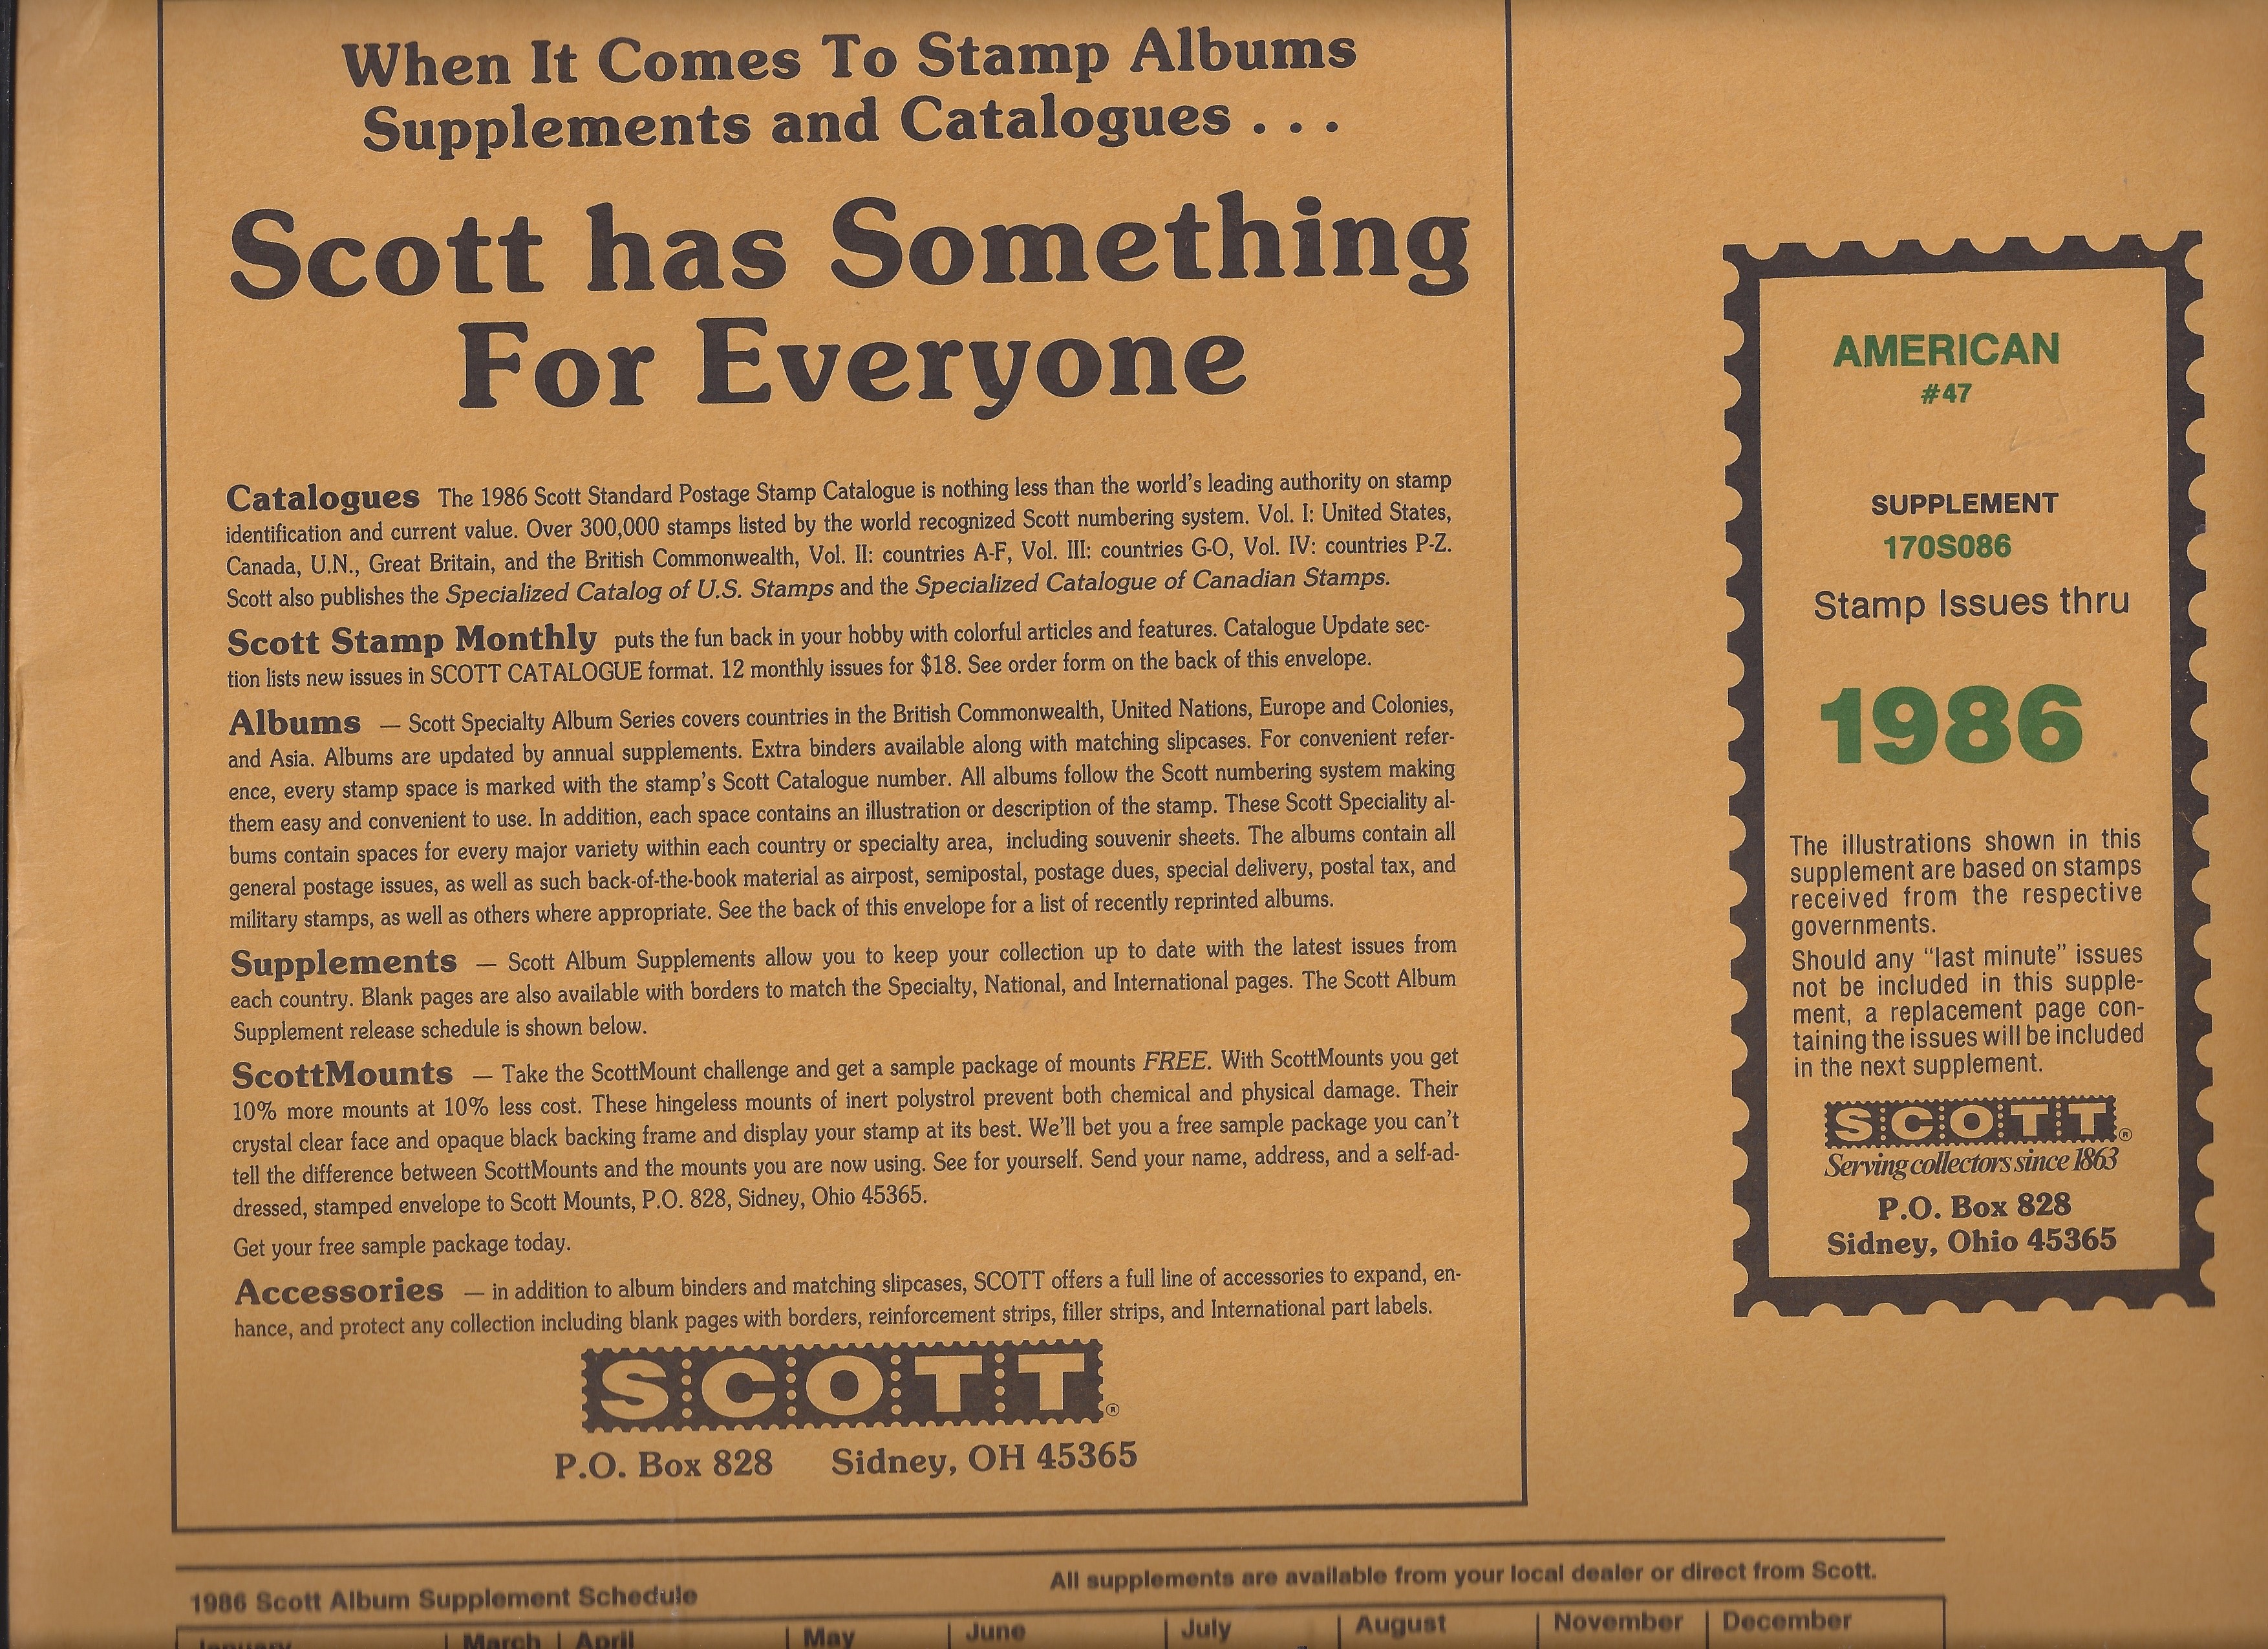 When It Comes To Stamp Albums
Supplements and Catalogues . . .
Scott has Something
For Everyone
Catalogues The 1986 Scott Standard Postage Stamp Catalogue is nothing less than the world's leading authority on stamp
identification and current value. Over 300,000 stamps listed by the world recognized Scott numbering system. Vol. I: United States,
Canada, U.N., Great Britain, and the British Commonwealth, Vol. II: countries A-F, Vol. III: countries G-O, Vol. IV: countries P-Z.
Scott also publishes the Specialized Catalog of U.S. Stamps and the Specialized Catalogue of Canadian Stamps.
Scott Stamp Monthly puts the fun back in your hobby with colorful articles and features. Catalogue Update sec-
tion lists new issues in SCOTT CATALOGUE format. 12 monthly issues for $18. See order form on the back of this envelope.
Albums — Scott Specialty Album Series covers countries in the British Commonwealth, United Nations, Europe and Colonies,
and Asia. Albums are updated by annual supplements. Extra binders available along with matching slipcases. For convenient refer-
ence, every stamp space is marked with the stamp's Scott Catalogue number. All albums follow the Scott numbering system making
them easy and convenient to use. In addition, each space contains an illustration or description of the stamp. These Scott Speciality al-
bums contain spaces for every major variety within each country or specialty area, including souvenir sheets. The albums contain all
general postage issues, as well as such back-of-the-book material as airpost, semipostal, postage dues, special delivery, postal tax, and
military stamps, as well as others where appropriate. See the back of this envelope for a list of recently reprinted albums.
Supplements — Scott Album Supplements allow you to keep your collection up to date with the latest issues from
each country. Blank pages are also available with borders to match the Specialty, National, and International pages. The Scott Album
Supplement release schedule is shown below.
ScottMounts — Take the ScottMount challenge and get a sample package of mounts FREE. With ScottMounts you get
10% more mounts at 10% less cost. These hingeless mounts of inert polystrol prevent both chemical and physical damage. Their
crystal clear face and opaque black backing frame and display your stamp at its best. We'll bet you a free sample package you can't
tell the difference between ScottMounts and the mounts you are now using. See for yourself. Send your name, address, and a self-ad-
dressed, stamped envelope to Scott Mounts, P.O. 828, Sidney, Ohio 45365.
Get your free sample package today.
Accessories — in addition to album binders and matching slipcases, SCOTT offers a full line of accessories to expand, en-
hance, and protect any collection including blank pages with borders, reinforcement strips, filler strips, and International part labels.
SCOTT®
P.O. Box 828 Sidney, OH 45365
AMERICAN
#47
SUPPLEMENT
170S086
Stamp Issues thru
1986
The illustrations shown in this
supplement are based on stamps
received from the respective
governments.
Should any "last minute" issues
not be included in this supple-
ment, a replacement page con-
taining the issues will be included
in the next supplement.
SCOTT®
Serving collectors since 1863
P.O. Box 828
Sidney, Ohio 45365
1986 Scott Album Supplement Schedule All supplements are available from your local dealer or direct from Scott.
January March April May June July August November December